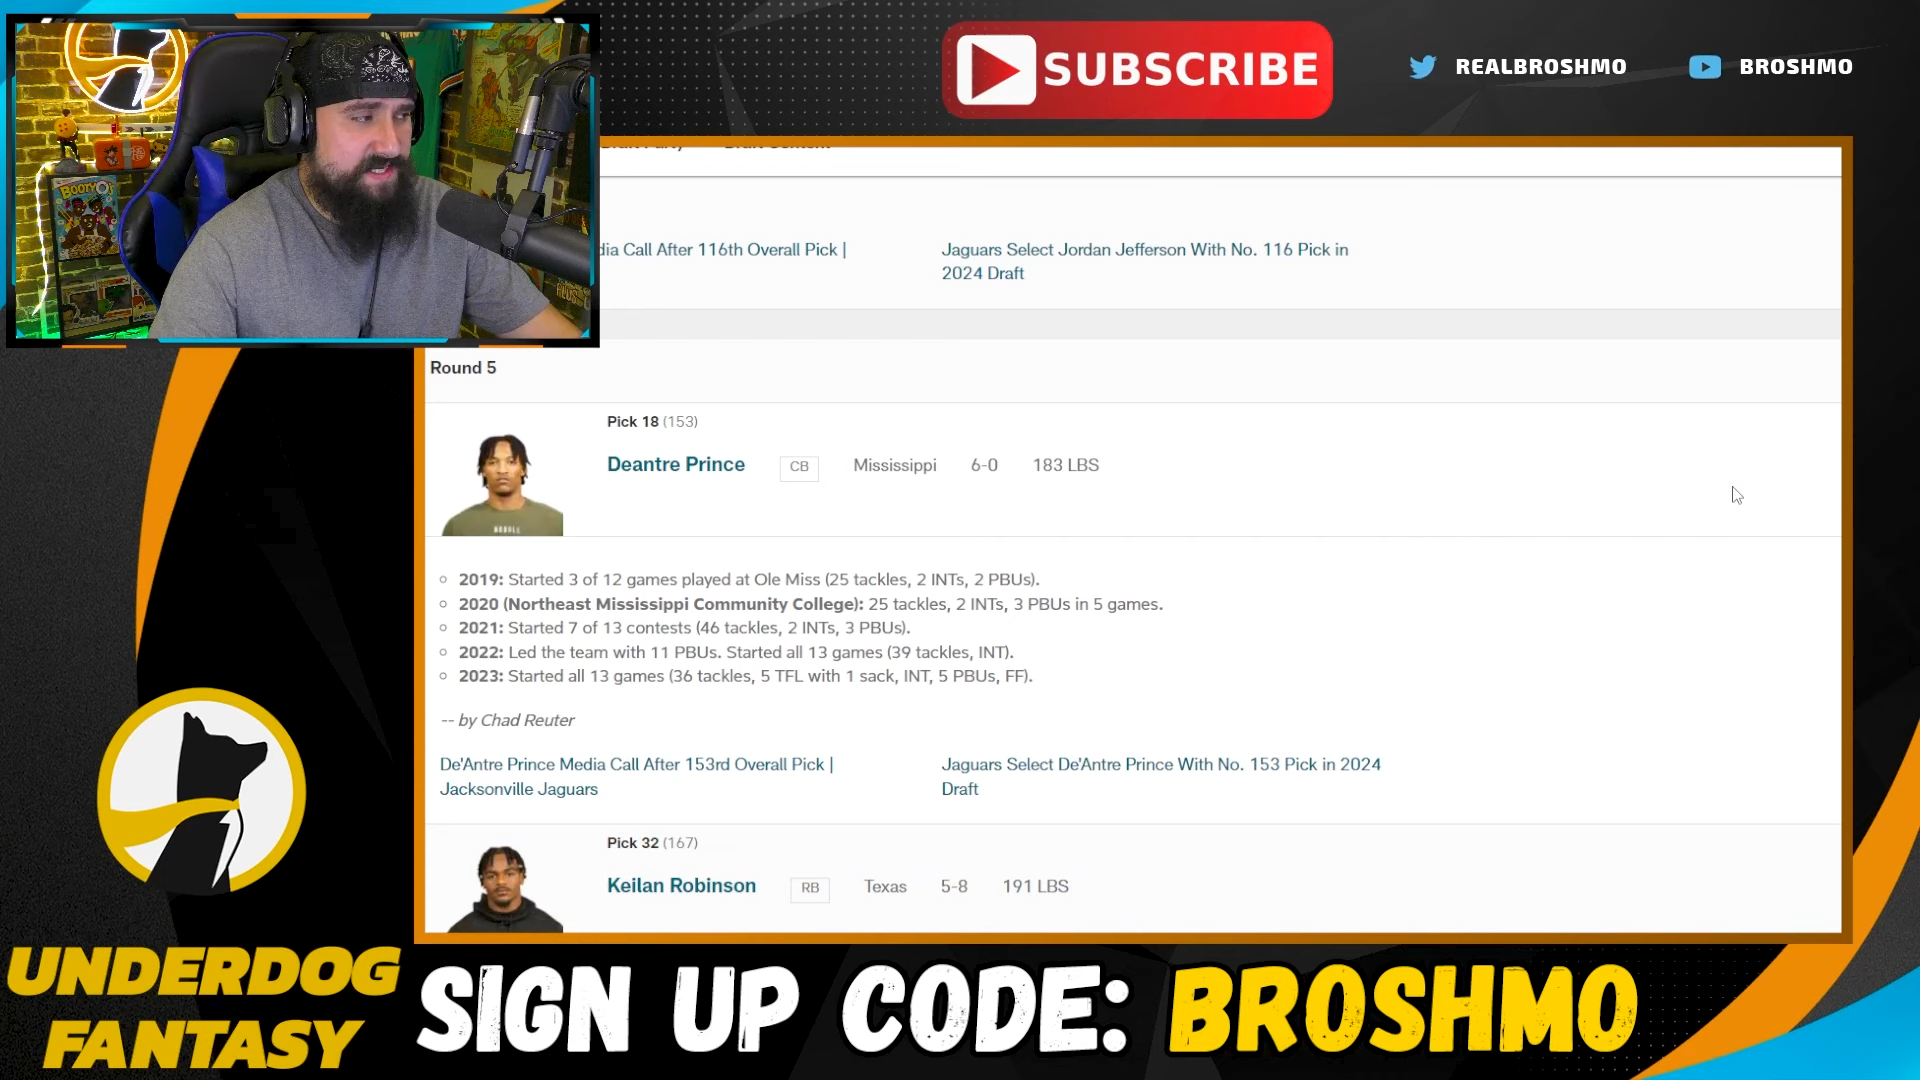 SUBSCRIBE
REALBROSHMO
BROSHMO
BOOTY O's
dia Call After 116th Overall Pick |
Jaguars Select Jordan Jefferson With No. 116 Pick in
2024 Draft
Round 5
Pick 18 (153)
Deantre Prince CB Mississippi 6-0 183 LBS
2019: Started 3 of 12 games played at Ole Miss (25 tackles, 2 INTs, 2 PBUs).
2020 (Northeast Mississippi Community College): 25 tackles, 2 INTs, 3 PBUs in 5 games.
2021: Started 7 of 13 contests (46 tackles, 2 INTs, 3 PBUs).
2022: Led the team with 11 PBUs. Started all 13 games (39 tackles, INT).
2023: Started all 13 games (36 tackles, 5 TFL with 1 sack, INT, 5 PBUs, FF).
-- by Chad Reuter
De'Antre Prince Media Call After 153rd Overall Pick |
Jacksonville Jaguars
Jaguars Select De'Antre Prince With No. 153 Pick in 2024
Draft
Pick 32 (167)
Keilan Robinson RB Texas 5-8 191 LBS
UNDERDOG
FANTASY
SIGN UP CODE: BROSHMO